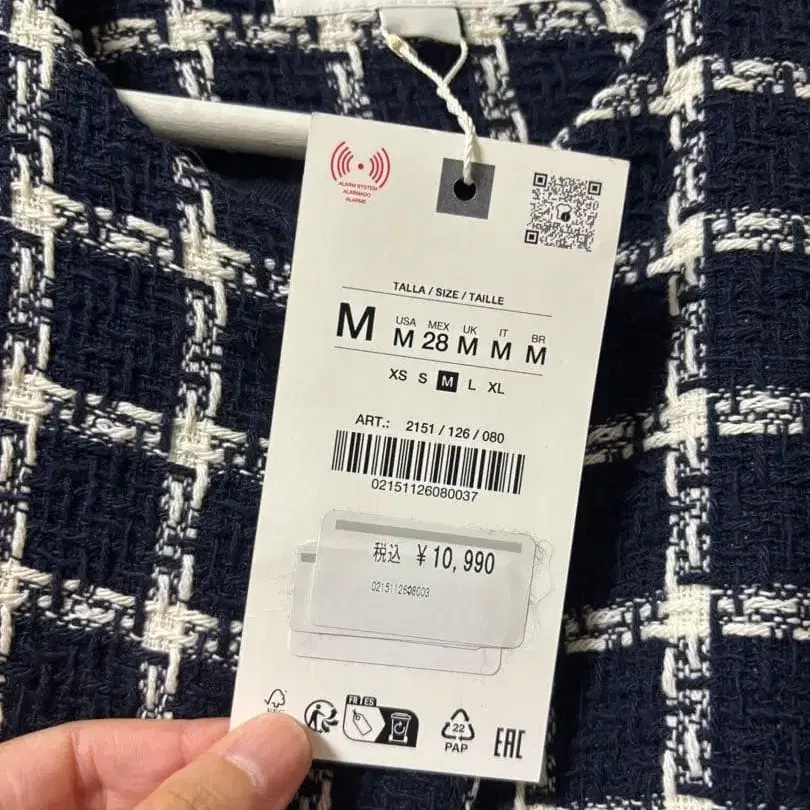 ALARM SYSTEM
ALARMADO
ALARME
TALLA / SIZE / TAILLE
M USA M MEX 28 UK M IT M BR M
XS S M L XL
ART.: 2151 / 126 / 080
02151126080037
税込 ¥10,990
FR ES
22
PAP
EAC